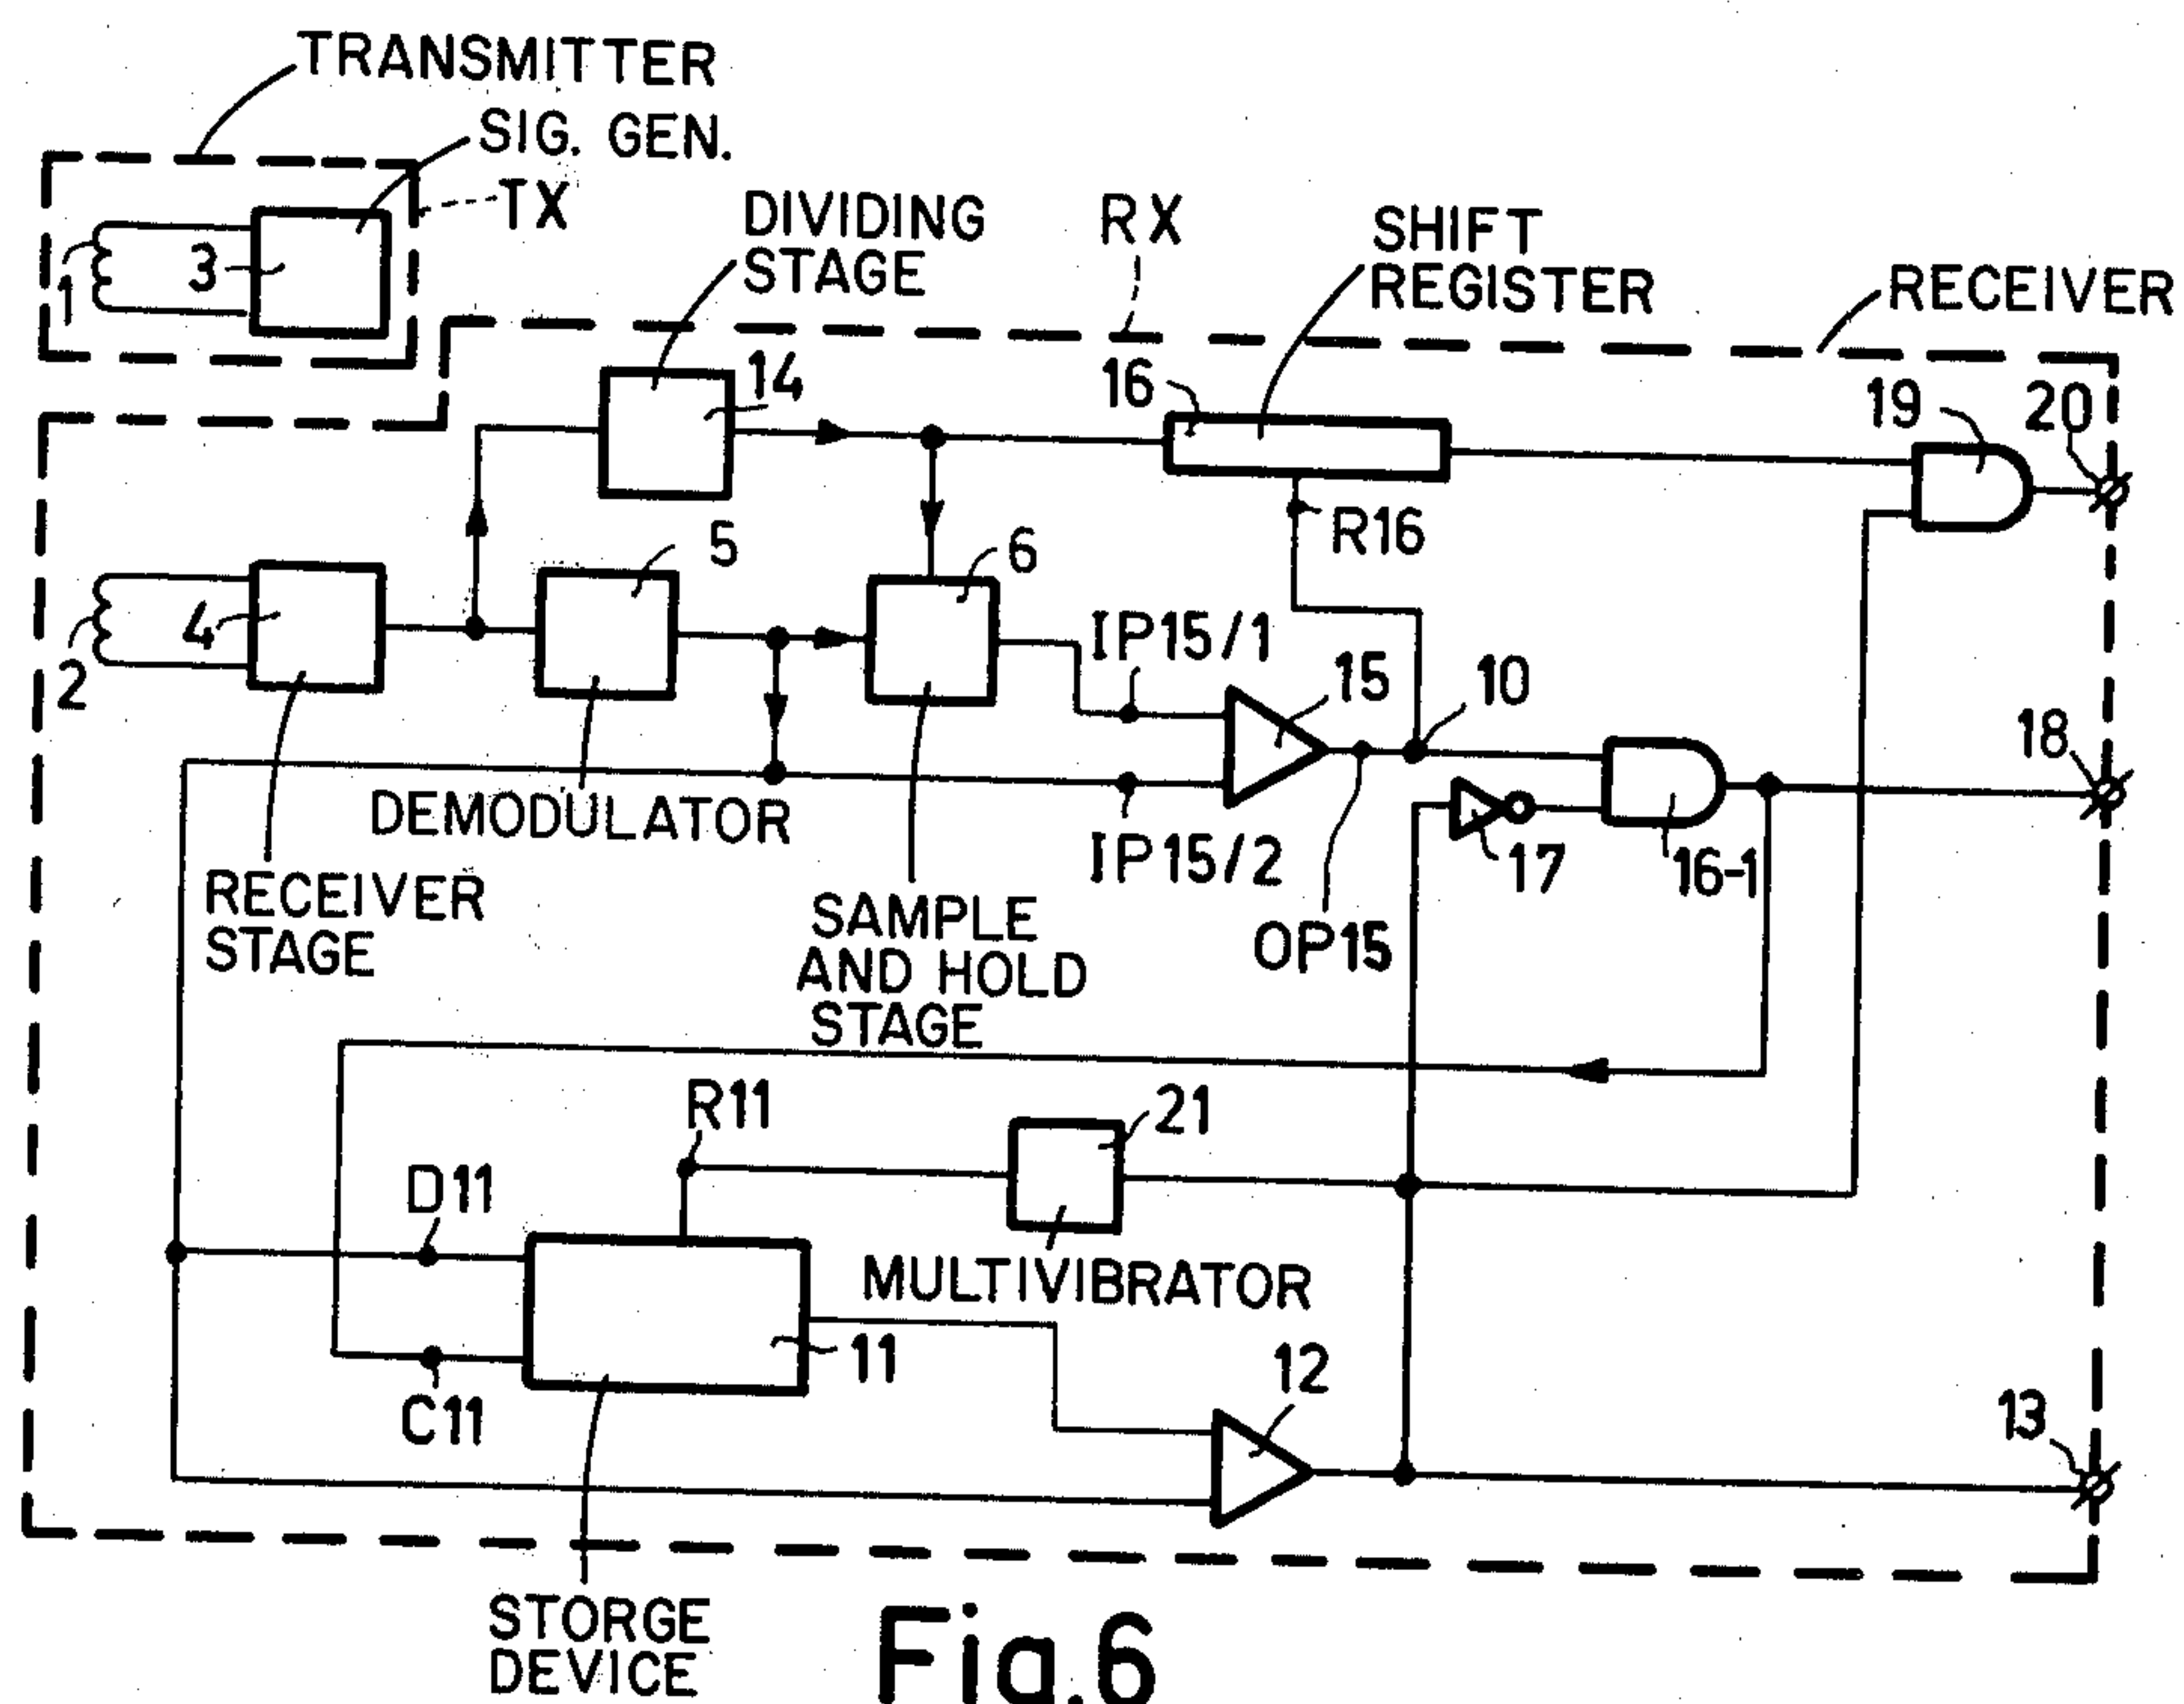 TRANSMITTER
SIG. GEN.
TX
1
3
DIVIDING
STAGE
RX
SHIFT
REGISTER
RECEIVER
14
16
19
20
5
6
R16
4
2
IP15/1
15
10
18
DEMODULATOR
IP15/2
17
16-1
RECEIVER
STAGE
SAMPLE
AND HOLD
STAGE
OP15
R11
21
D11
MULTIVIBRATOR
11
C11
12
13
STORGE
DEVICE
Fig.6